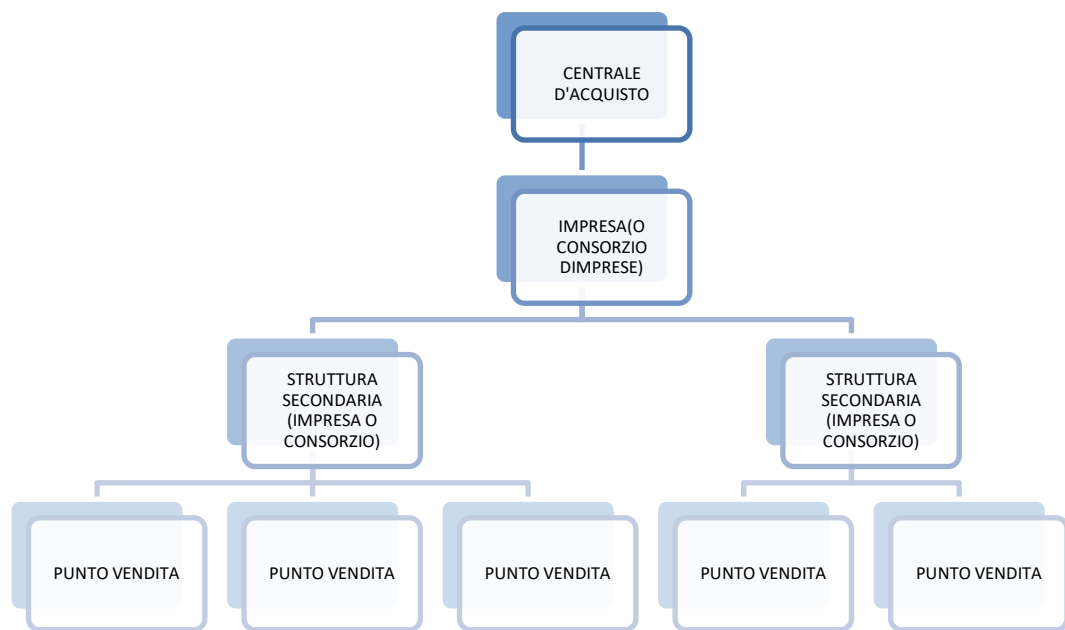 CENTRALE
D'ACQUISTO
IMPRESA(O
CONSORZIO
DIMPRESE)
STRUTTURA
SECONDARIA
(IMPRESA O
CONSORZIO)
STRUTTURA
SECONDARIA
(IMPRESA O
CONSORZIO)
PUNTO VENDITA
PUNTO VENDITA
PUNTO VENDITA
PUNTO VENDITA
PUNTO VENDITA